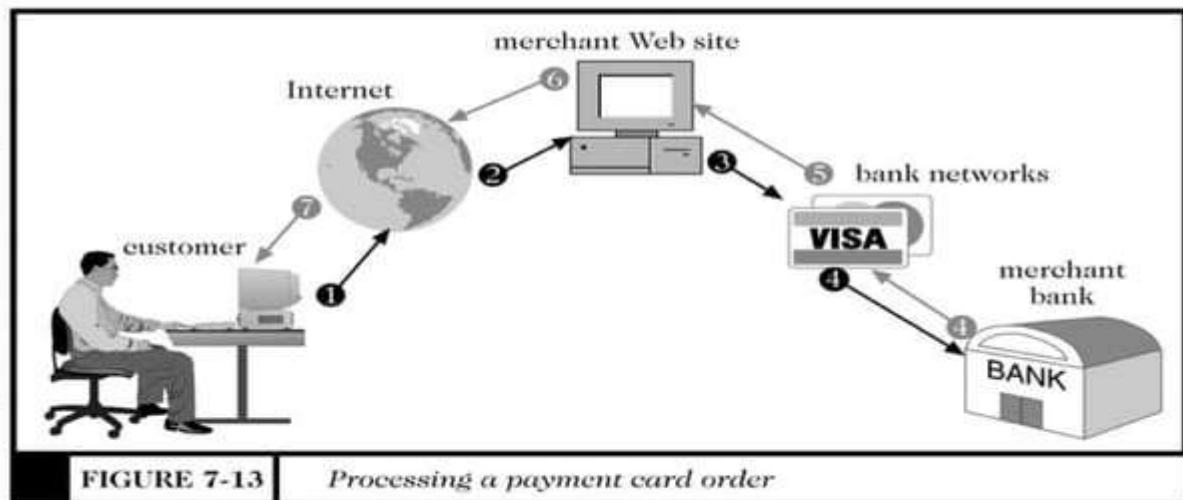 merchant Web site
6
Internet
2
3
5
bank networks
7
VISA
customer
4
merchant
bank
1
4
BANK
FIGURE 7-13
Processing a payment card order